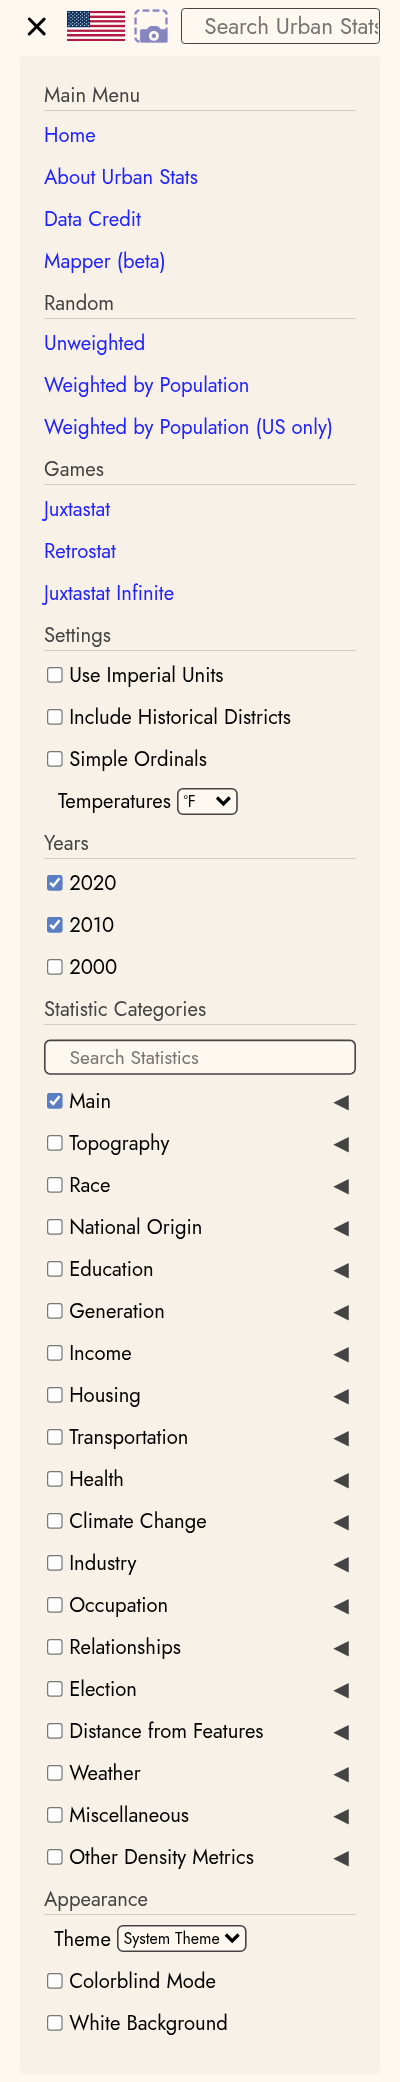 Search Urban Stats
Main Menu
Home
About Urban Stats
Data Credit
Mapper (beta)
Random
Unweighted
Weighted by Population
Weighted by Population (US only)
Games
Juxtastat
Retrostat
Juxtastat Infinite
Settings
Use Imperial Units
Include Historical Districts
Simple Ordinals
Temperatures °F
Years
2020
2010
2000
Statistic Categories
Search Statistics
Main
Topography
Race
National Origin
Education
Generation
Income
Housing
Transportation
Health
Climate Change
Industry
Occupation
Relationships
Election
Distance from Features
Weather
Miscellaneous
Other Density Metrics
Appearance
Theme System Theme
Colorblind Mode
White Background